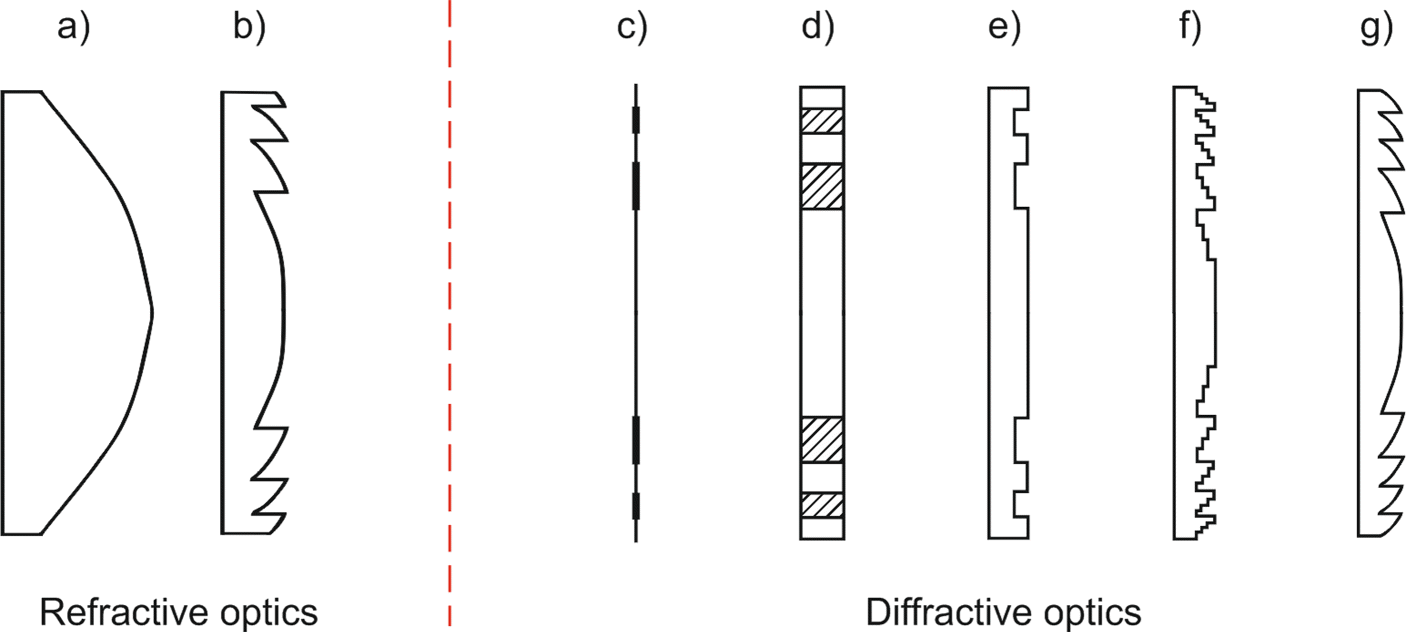 a) b) c) d) e) f) g)
Refractive optics Diffractive optics